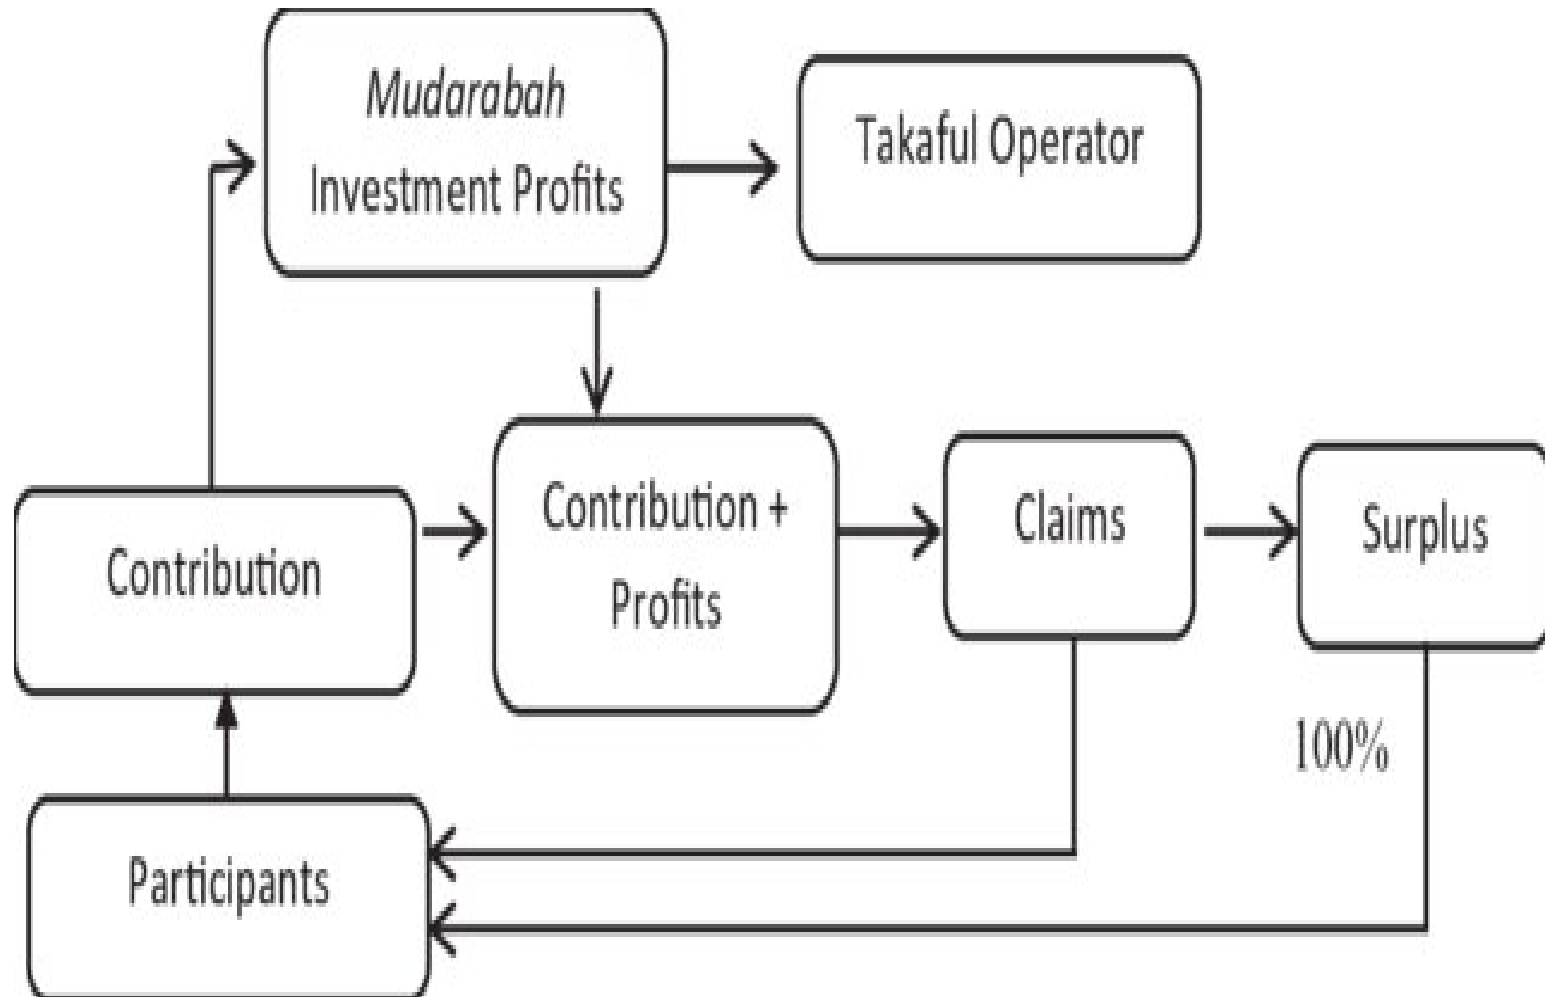 Mudarabah
Investment Profits
Takaful Operator
Contribution
Contribution +
Profits
Claims
Surplus
100%
Participants